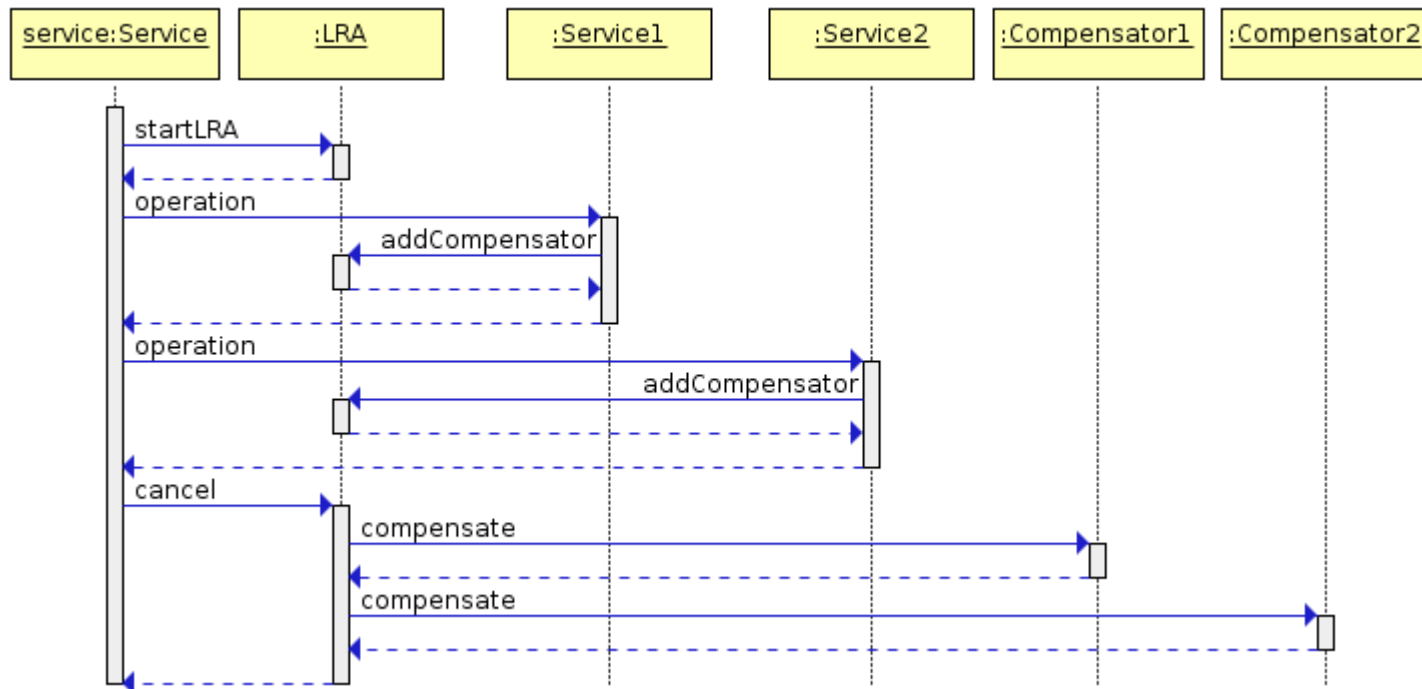 service:Service
:LRA
:Service1
:Service2
:Compensator1
:Compensator2
startLRA
operation
addCompensator
operation
addCompensator
cancel
compensate
compensate